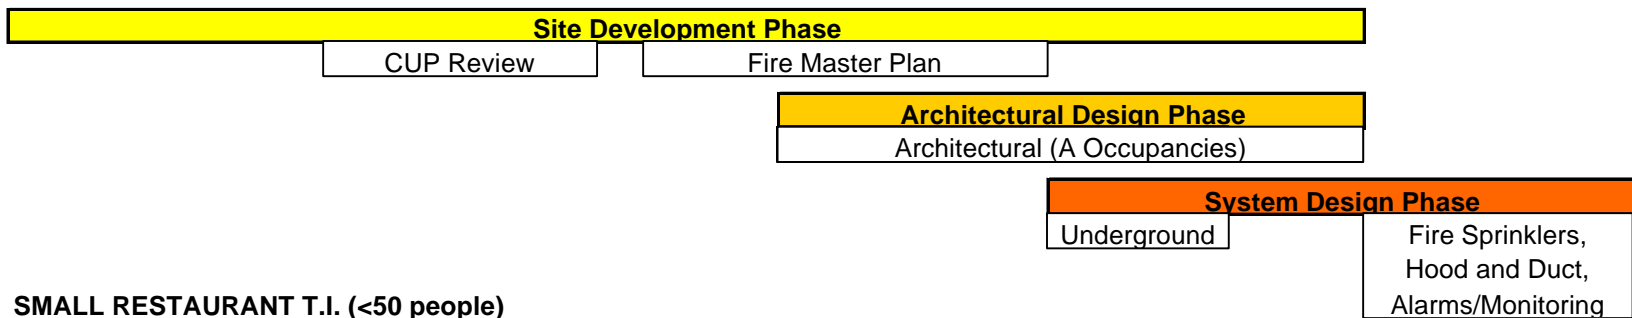 Site Development Phase
CUP Review
Fire Master Plan
Architectural Design Phase
Architectural (A Occupancies)
System Design Phase
Underground
Fire Sprinklers,
Hood and Duct,
Alarms/Monitoring
SMALL RESTAURANT T.I. (<50 people)